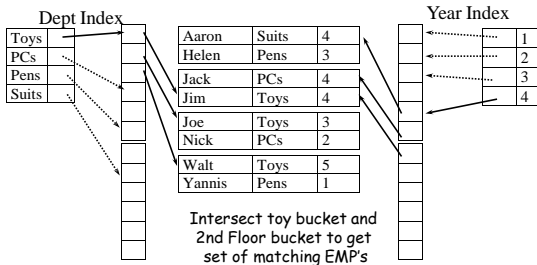 Dept Index
Year Index
Toys
PCs
Pens
Suits
Aaron Suits 4
Helen Pens 3
Jack PCs 4
Jim Toys 4
Joe Toys 3
Nick PCs 2
Walt Toys 5
Yannis Pens 1
1
2
3
4
Intersect toy bucket and
2nd Floor bucket to get
set of matching EMP's